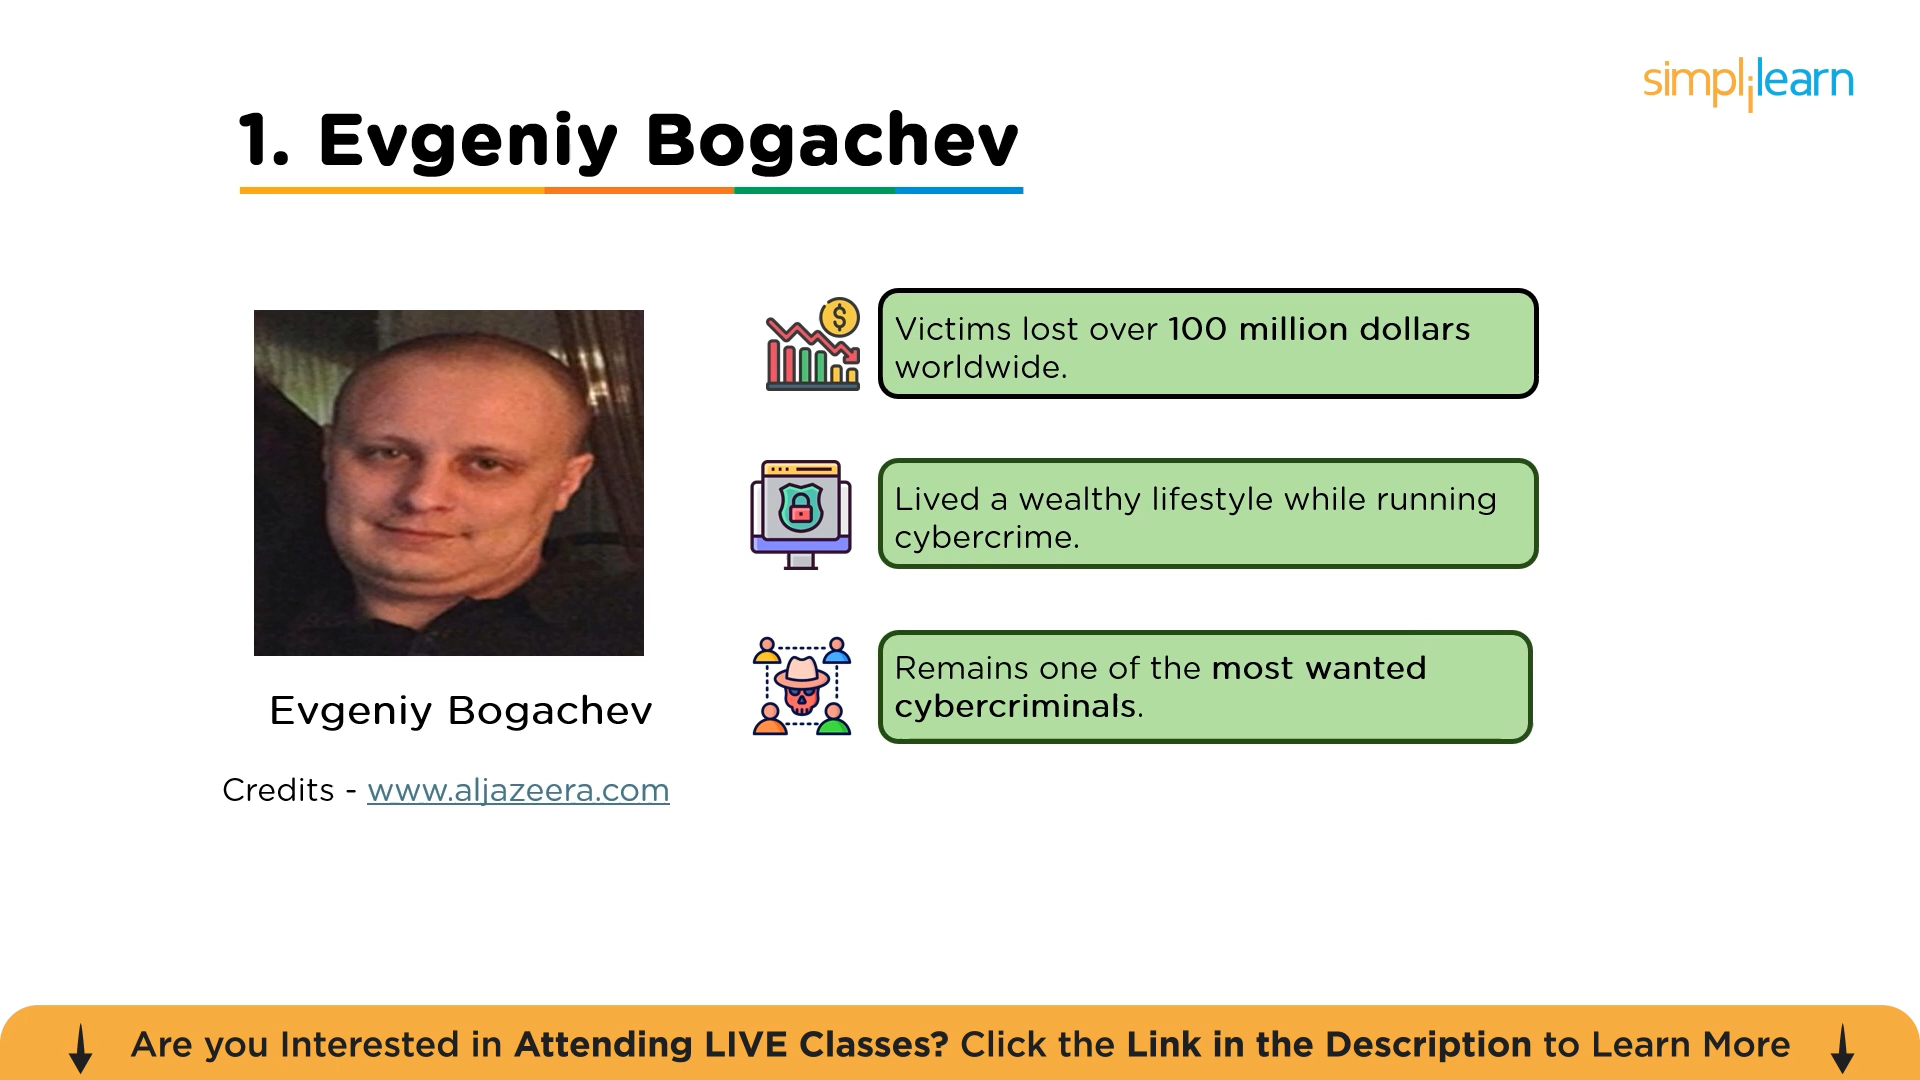 simplilearn
1. Evgeniy Bogachev
Victims lost over 100 million dollars
worldwide.
Lived a wealthy lifestyle while running
cybercrime.
Remains one of the most wanted
cybercriminals.
Evgeniy Bogachev
Credits - www.aljazeera.com
Are you Interested in Attending LIVE Classes? Click the Link in the Description to Learn More